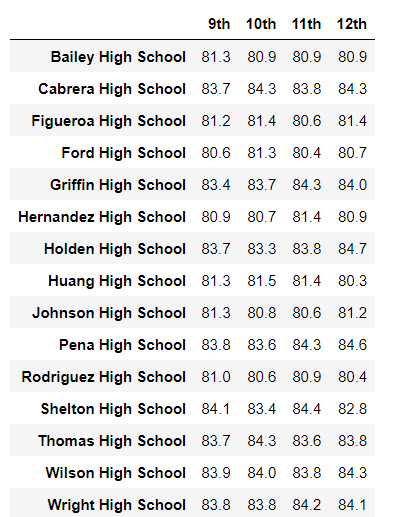 9th 10th 11th 12th
Bailey High School 81.3 80.9 80.9 80.9
Cabrera High School 83.7 84.3 83.8 84.3
Figueroa High School 81.2 81.4 80.6 81.4
Ford High School 80.6 81.3 80.4 80.7
Griffin High School 83.4 83.7 84.3 84.0
Hernandez High School 80.9 80.7 81.4 80.9
Holden High School 83.7 83.3 83.8 84.7
Huang High School 81.3 81.5 81.4 80.3
Johnson High School 81.3 80.8 80.6 81.2
Pena High School 83.8 83.6 84.3 84.6
Rodriguez High School 81.0 80.6 80.9 80.4
Shelton High School 84.1 83.4 84.4 82.8
Thomas High School 83.7 84.3 83.6 83.8
Wilson High School 83.9 84.0 83.8 84.3
Wright High School 83.8 83.8 84.2 84.1